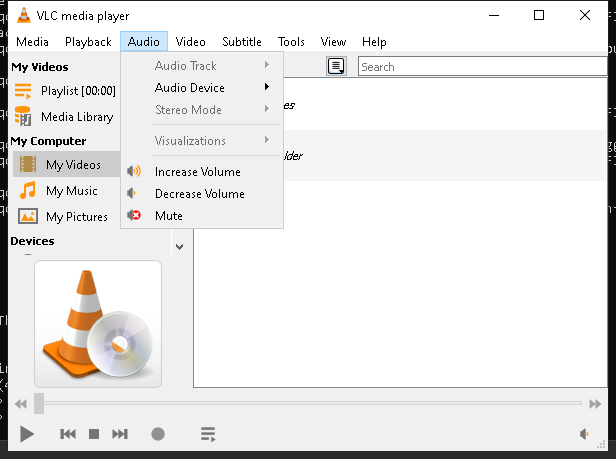 VLC media player
Media Playback Audio Video Subtitle Tools View Help
My Videos
Playlist [00:00]
Media Library
My Computer
My Videos
My Music
My Pictures
Devices
Audio Track
Audio Device
Stereo Mode
Visualizations
Increase Volume
Decrease Volume
Mute
Search